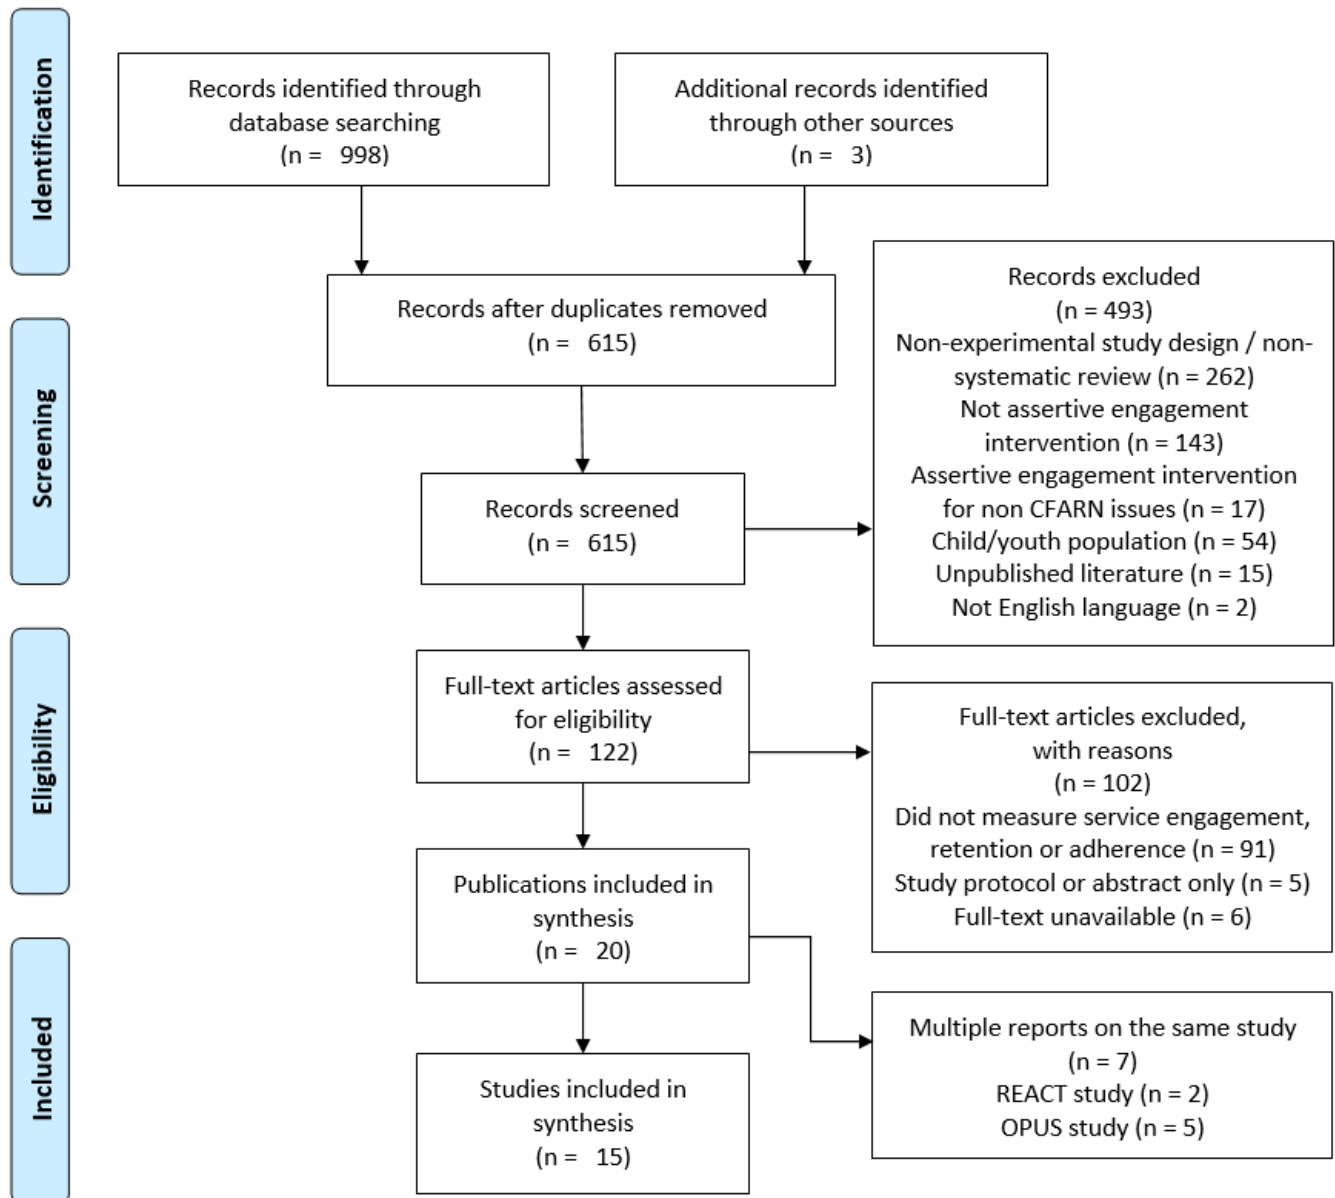 Identification
Records identified through
database searching
(n =   998)
Additional records identified
through other sources
(n =   3)
Records after duplicates removed
(n =   615)
Screening
Records screened
(n =   615)
Records excluded
(n = 493)
Non-experimental study design / non-
systematic review (n = 262)
Not assertive engagement
intervention (n = 143)
Assertive engagement intervention
for non CFARN issues (n = 17)
Child/youth population (n = 54)
Unpublished literature (n = 15)
Not English language (n = 2)
Eligibility
Full-text articles assessed
for eligibility
(n =   122)
Full-text articles excluded,
with reasons
(n = 102)
Did not measure service engagement,
retention or adherence (n = 91)
Study protocol or abstract only (n = 5)
Full-text unavailable (n = 6)
Publications included in
synthesis
(n =   20)
Included
Multiple reports on the same study
(n = 7)
REACT study (n = 2)
OPUS study (n = 5)
Studies included in
synthesis
(n =   15)